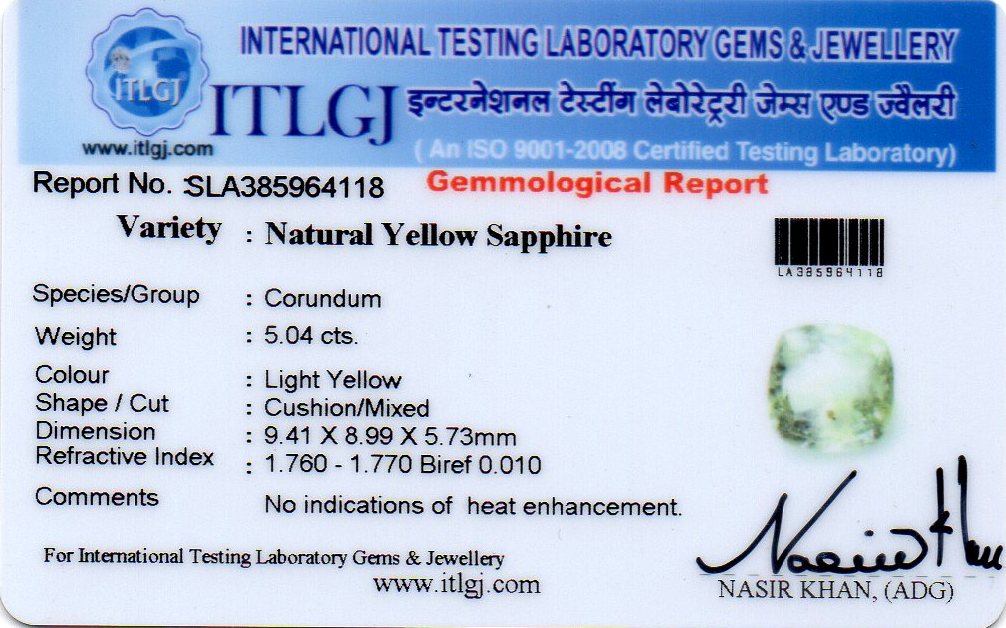 INTERNATIONAL TESTING LABORATORY GEMS & JEWELLERY
ITLGJ
ITLGJ इन्टरनेशनल टेस्टींग लेबोरेट्ररी जेम्स एण्ड ज्वैलरी
www.itlgj.com
( An ISO 9001-2008 Certified Testing Laboratory)
Report No. :SLA385964118
Gemmological Report
Variety : Natural Yellow Sapphire
LA385964118
Species/Group : Corundum
Weight : 5.04 cts.
Colour : Light Yellow
Shape / Cut : Cushion/Mixed
Dimension : 9.41 X 8.99 X 5.73mm
Refractive Index : 1.760 - 1.770 Biref 0.010
Comments No indications of heat enhancement.
For International Testing Laboratory Gems & Jewellery
www.itlgj.com
Nasir Khan
NASIR KHAN, (ADG)